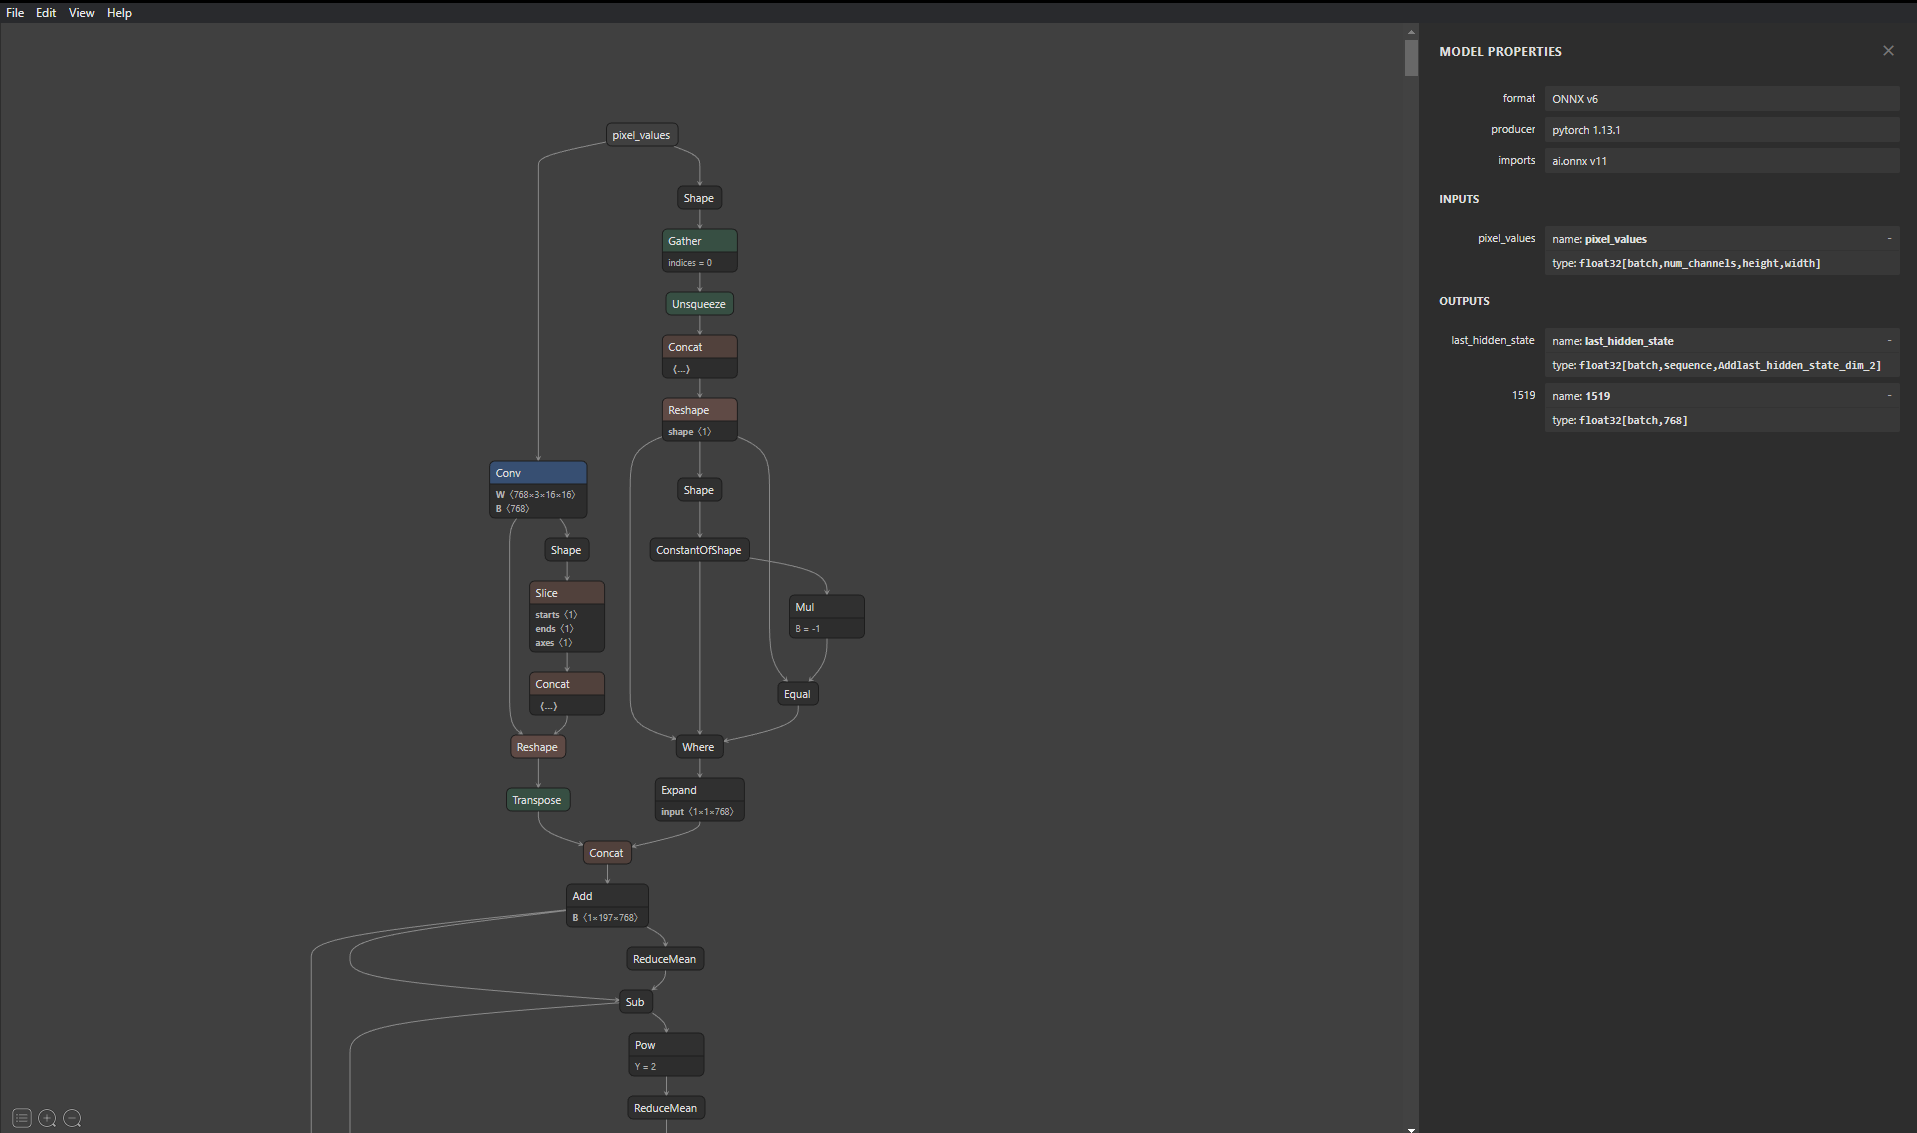 File Edit View Help
pixel_values
Shape
Gather
indices = 0
Unsqueeze
Concat
⟨...⟩
Reshape
shape ⟨1⟩
Conv
W ⟨768×3×16×16⟩
B ⟨768⟩
Shape
Shape
ConstantOfShape
Slice
starts ⟨1⟩
ends ⟨1⟩
axes ⟨1⟩
Mul
B = -1
Concat
⟨...⟩
Equal
Reshape
Where
Transpose
Expand
input ⟨1×1×768⟩
Concat
Add
B ⟨1×197×768⟩
ReduceMean
Sub
Pow
Y = 2
ReduceMean
MODEL PROPERTIES
format ONNX v6
producer pytorch 1.13.1
imports ai.onnx v11
INPUTS
pixel_values name: pixel_values -
type: float32[batch,num_channels,height,width]
OUTPUTS
last_hidden_state name: last_hidden_state -
type: float32[batch,sequence,Addlast_hidden_state_dim_2]
1519 name: 1519 -
type: float32[batch,768]